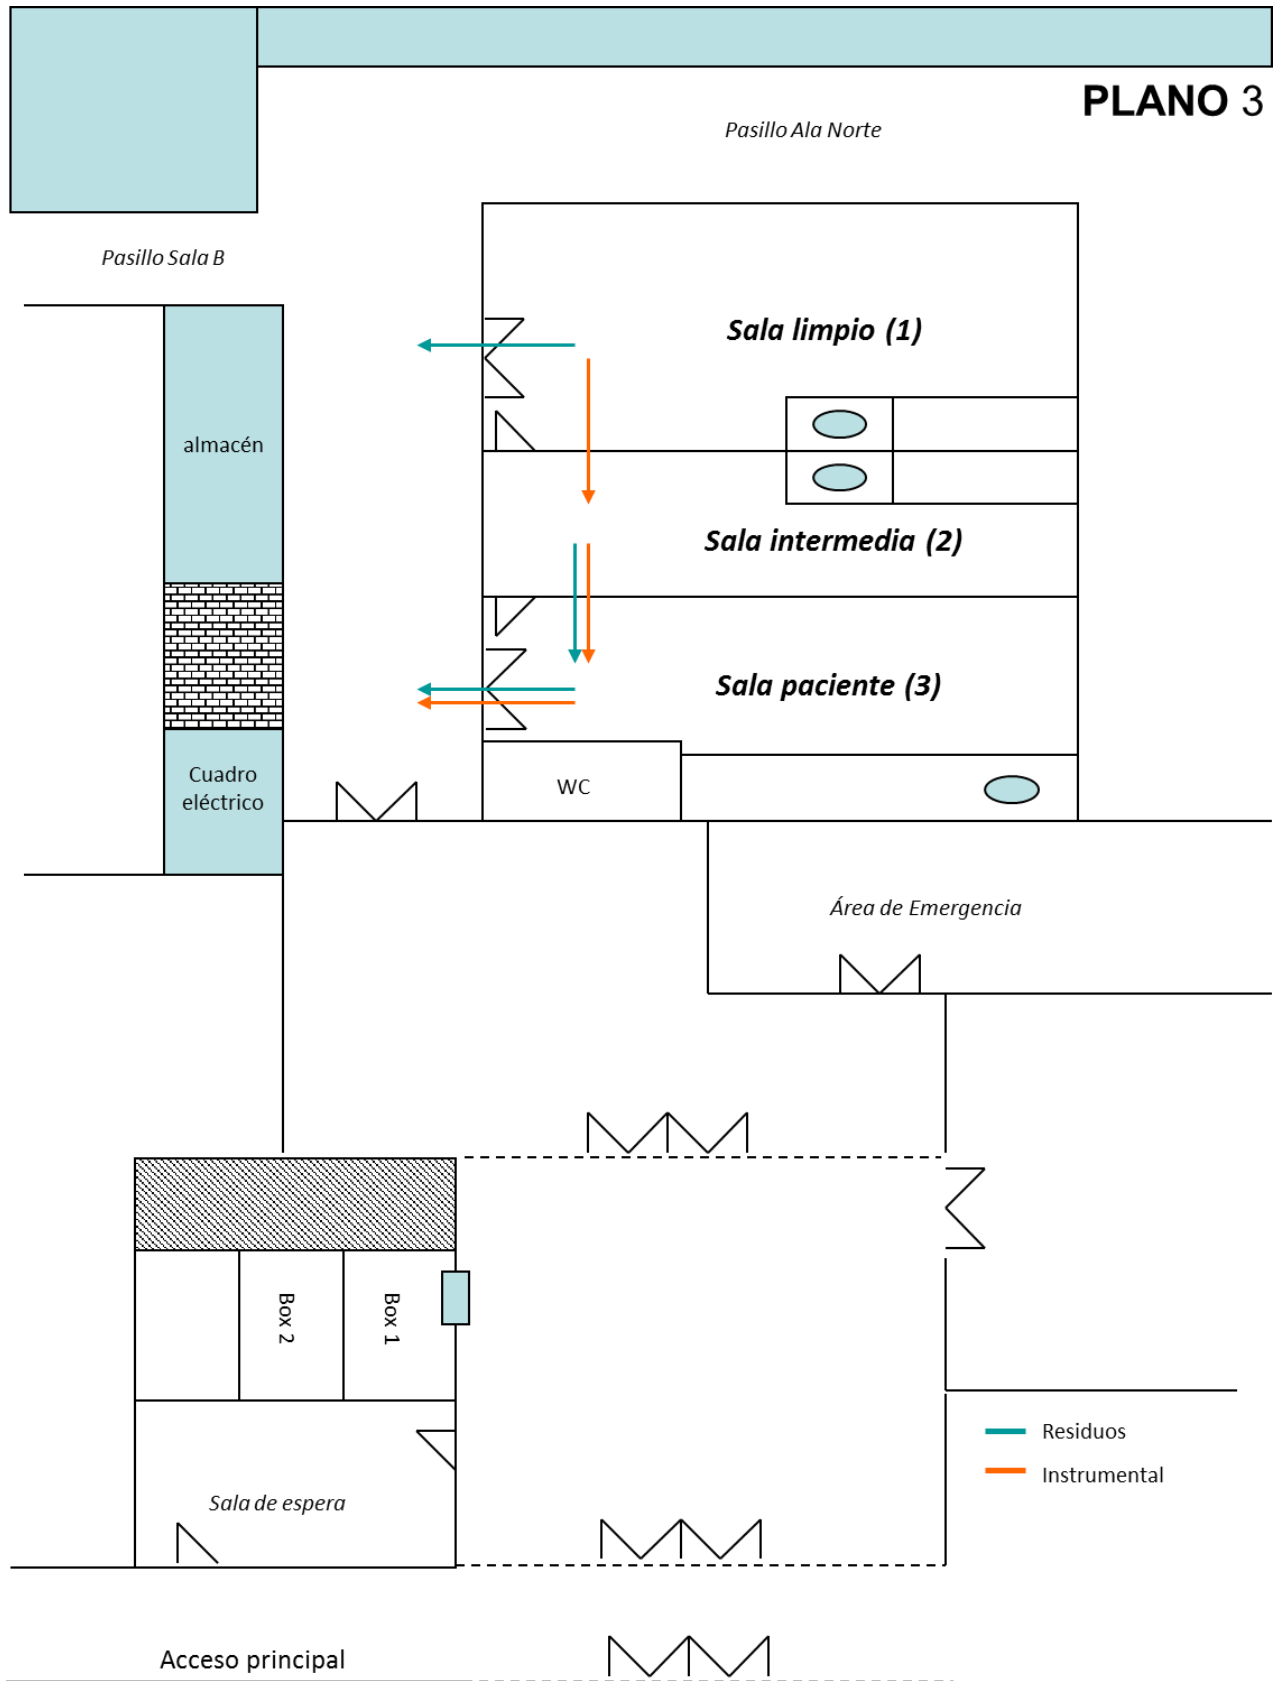 PLANO 3
Pasillo Ala Norte
Pasillo Sala B
Sala limpio (1)
almacén
Sala intermedia (2)
Sala paciente (3)
Cuadro
eléctrico
WC
Área de Emergencia
Box 2
Box 1
Residuos
Instrumental
Sala de espera
Acceso principal